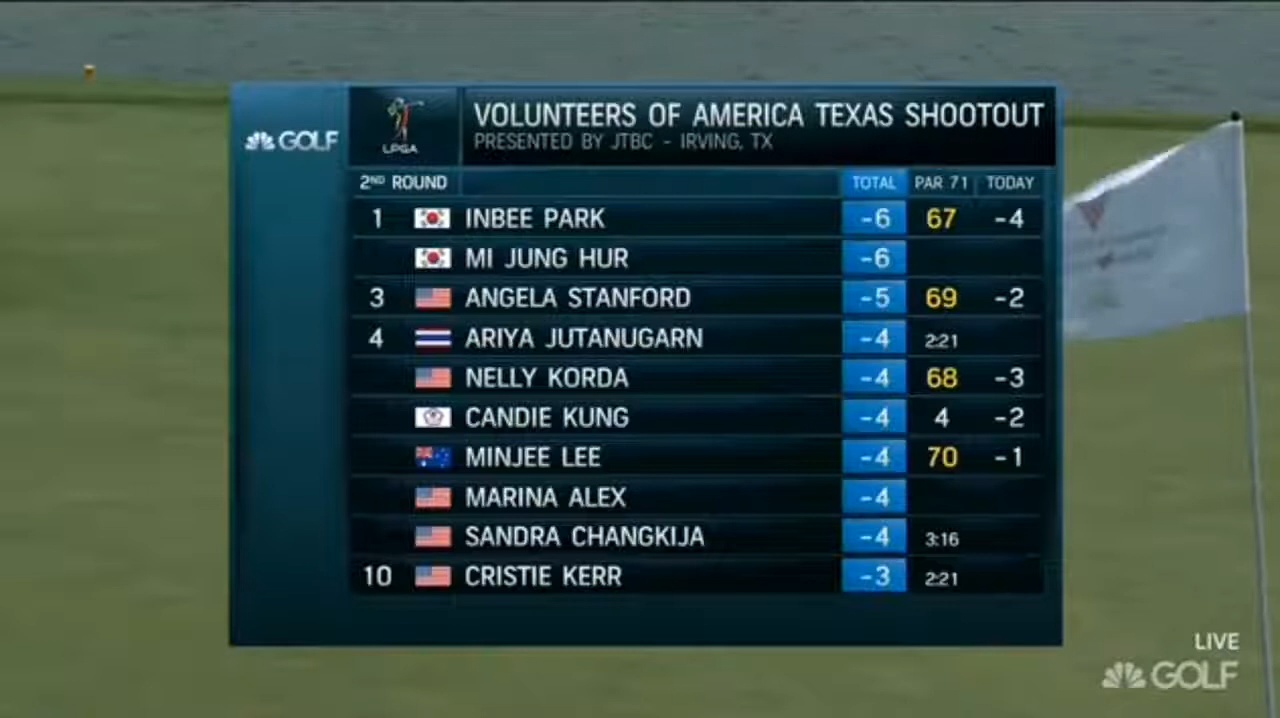 GOLF
LPGA
VOLUNTEERS OF AMERICA TEXAS SHOOTOUT
PRESENTED BY JTBC - IRVING, TX
2ND ROUND TOTAL PAR 71 TODAY
1 INBEE PARK -6 67 -4
MI JUNG HUR -6
3 ANGELA STANFORD -5 69 -2
4 ARIYA JUTANUGARN -4 2:21
NELLY KORDA -4 68 -3
CANDIE KUNG -4 4 -2
MINJEE LEE -4 70 -1
MARINA ALEX -4
SANDRA CHANGKIJA -4 3:16
10 CRISTIE KERR -3 2:21
LIVE
GOLF